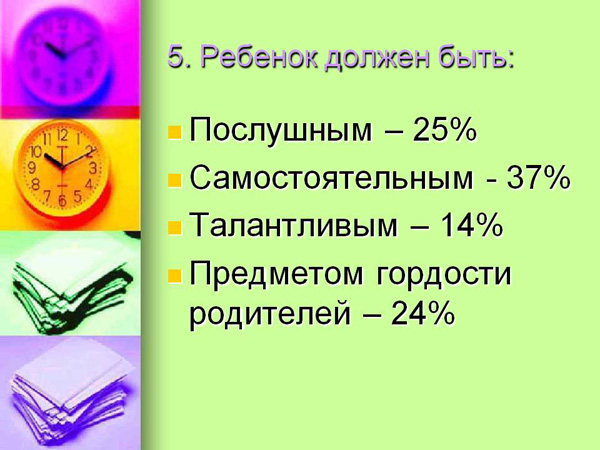 5. Ребенок должен быть:
Послушным – 25%
Самостоятельным - 37%
Талантливым – 14%
Предметом гордости
родителей – 24%